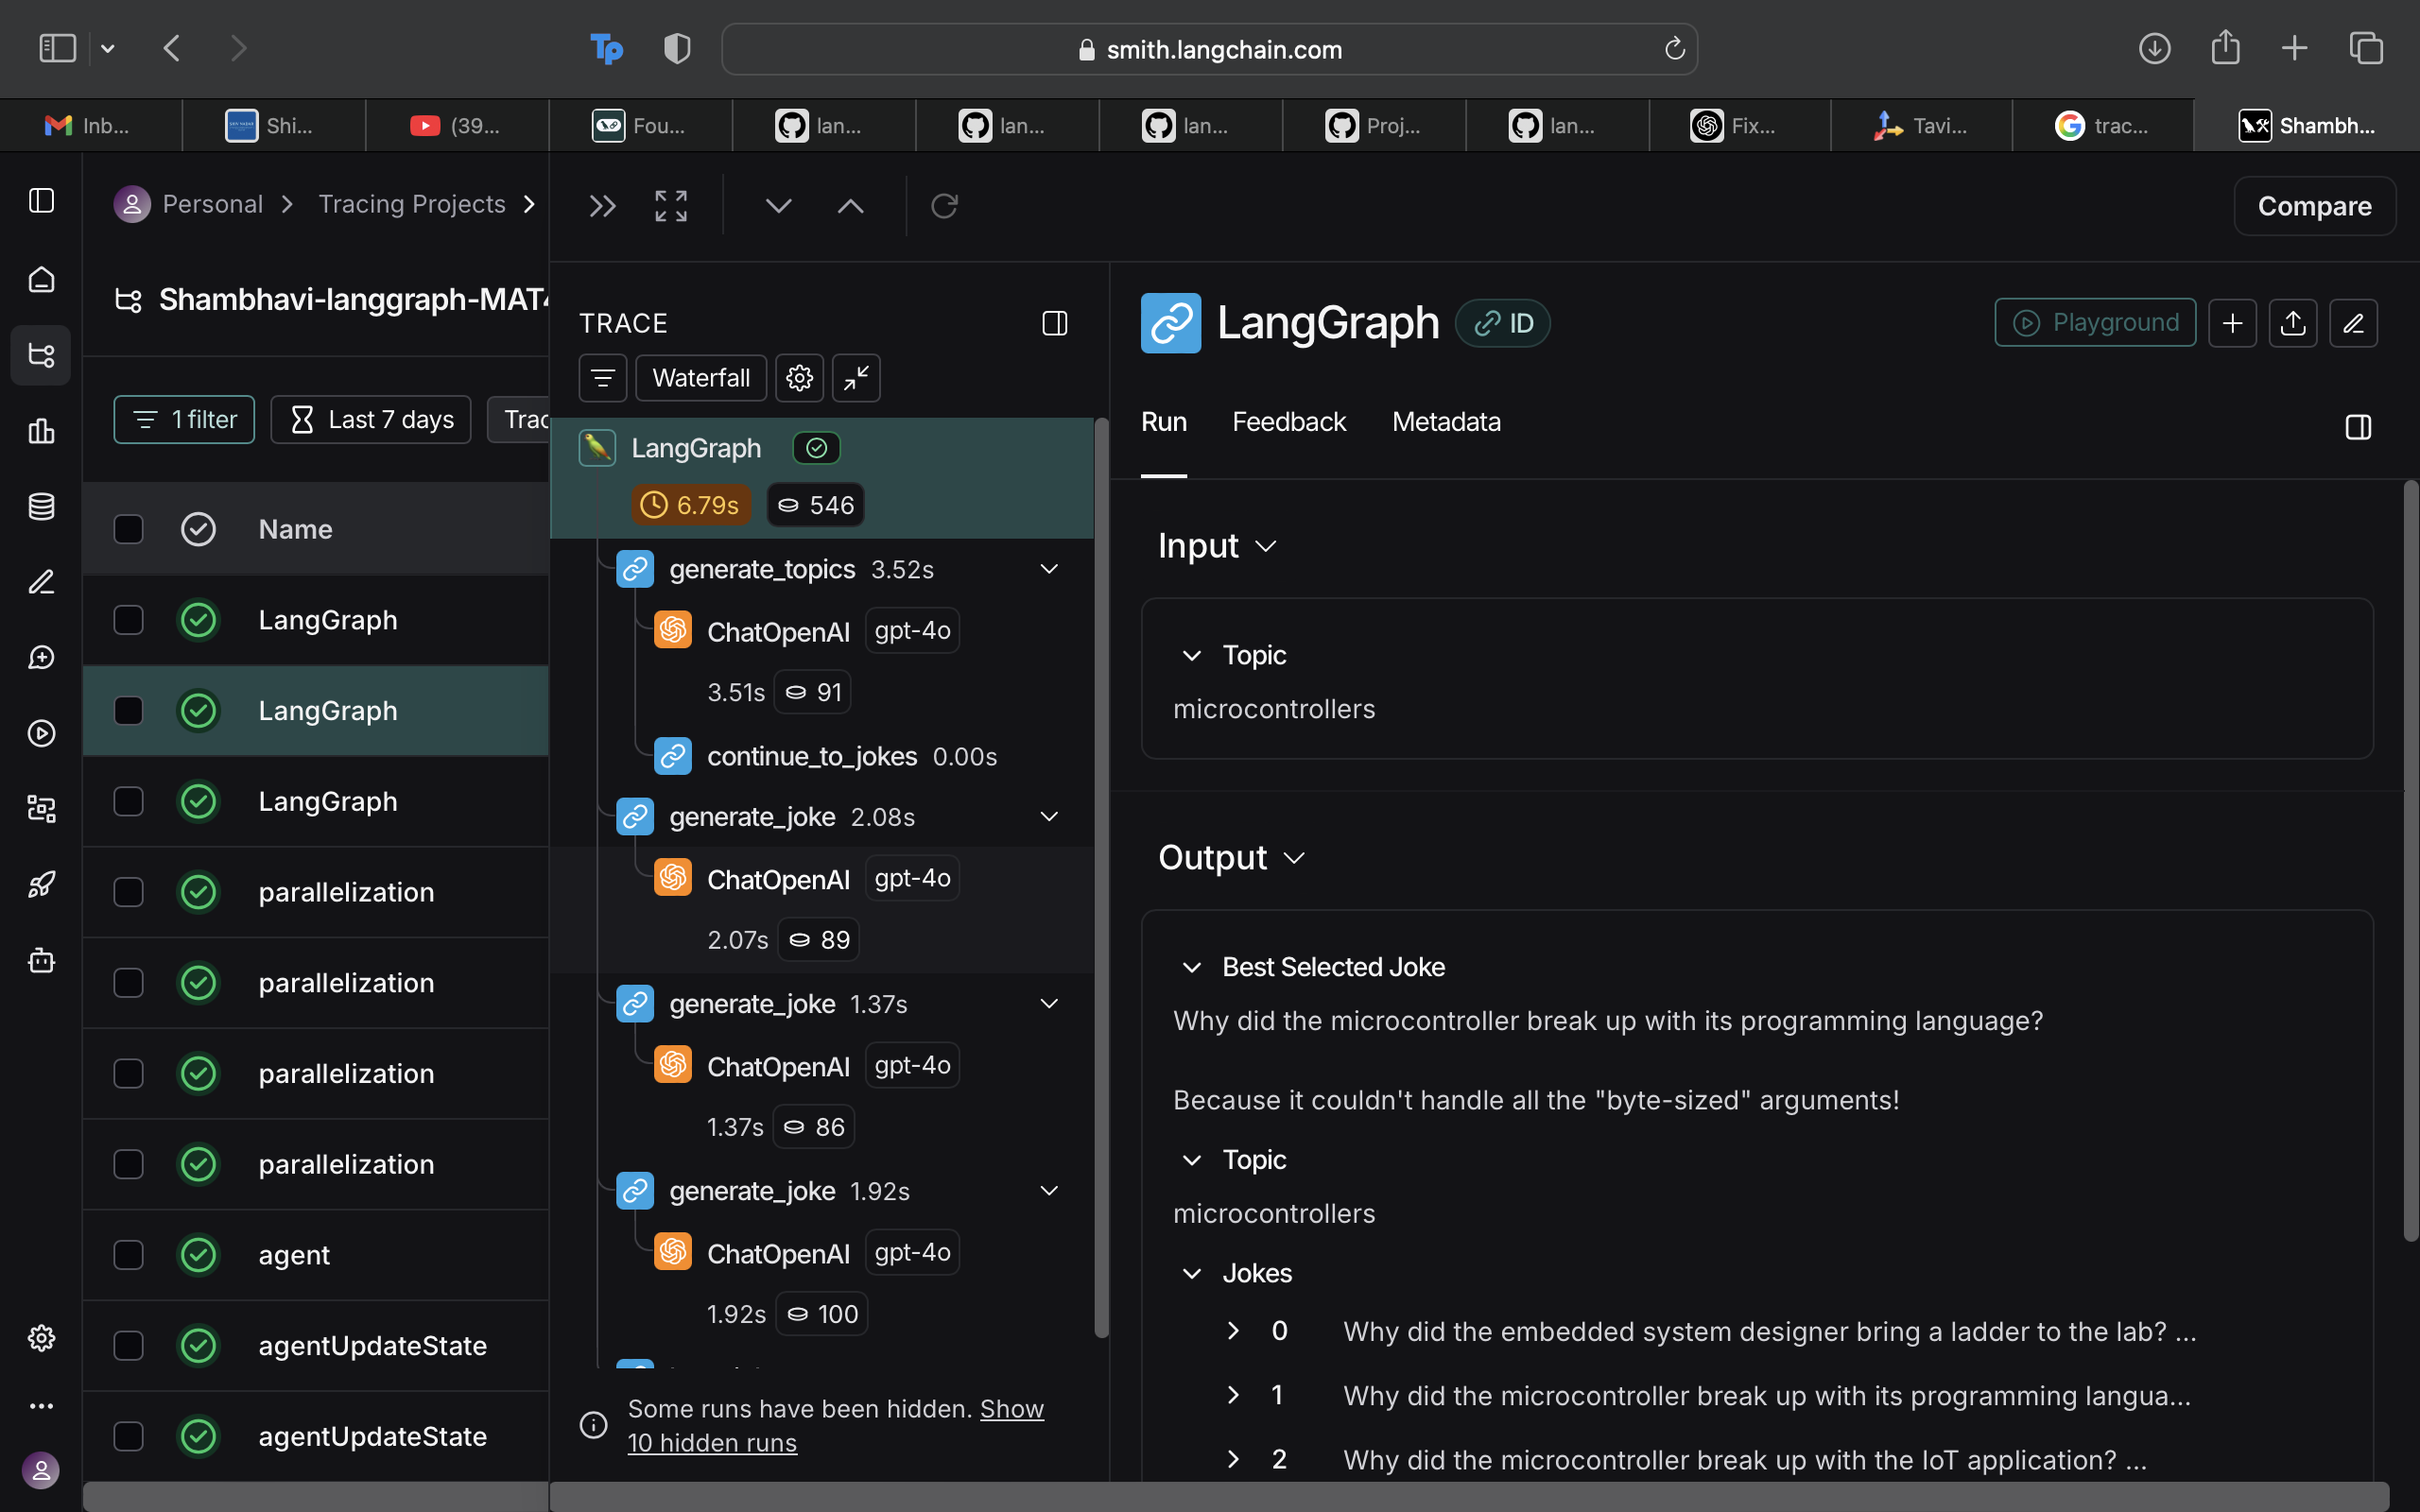 smith.langchain.com
Inb...
Shi...
(39...
Fou...
lan...
lan...
lan...
Proj...
lan...
Fix...
Tavi...
trac...
Shambh...
Personal
Tracing Projects
Shambhavi-langgraph-MAT
1 filter
Last 7 days
Trac
Name
LangGraph
LangGraph
LangGraph
parallelization
parallelization
parallelization
parallelization
agent
agentUpdateState
agentUpdateState
Compare
TRACE
Waterfall
LangGraph
6.79s 546
generate_topics 3.52s
ChatOpenAI gpt-4o
3.51s 91
continue_to_jokes 0.00s
generate_joke 2.08s
ChatOpenAI gpt-4o
2.07s 89
generate_joke 1.37s
ChatOpenAI gpt-4o
1.37s 86
generate_joke 1.92s
ChatOpenAI gpt-4o
1.92s 100
Some runs have been hidden. Show
10 hidden runs
LangGraph ID
Playground
Run Feedback Metadata
Input
Topic
microcontrollers
Output
Best Selected Joke
Why did the microcontroller break up with its programming language?
Because it couldn't handle all the "byte-sized" arguments!
Topic
microcontrollers
Jokes
0 Why did the embedded system designer bring a ladder to the lab? ...
1 Why did the microcontroller break up with its programming langua...
2 Why did the microcontroller break up with the IoT application? ...